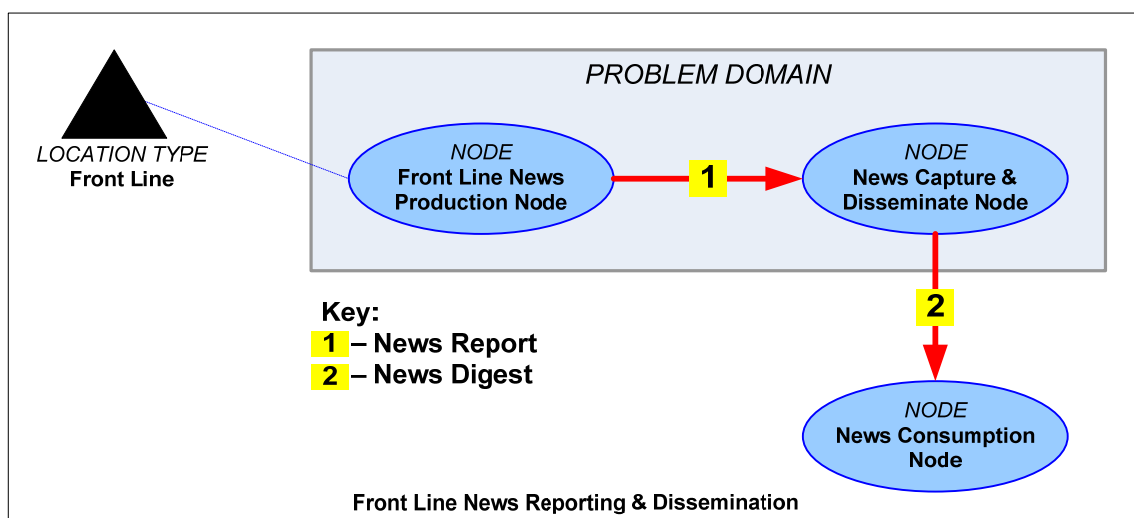 PROBLEM DOMAIN
LOCATION TYPE
Front Line
NODE
Front Line News
Production Node
1
NODE
News Capture &
Disseminate Node
2
Key:
1 – News Report
2 – News Digest
NODE
News Consumption
Node
Front Line News Reporting & Dissemination